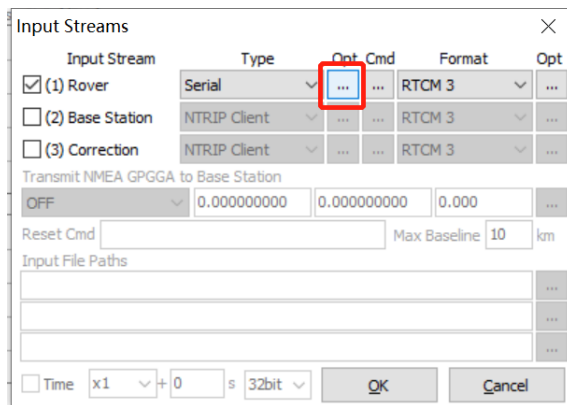 Input Streams
Input Stream Type Opt Cmd Format Opt
(1) Rover Serial ... ... RTCM 3 ...
(2) Base Station NTRIP Client ... ... RTCM 3 ...
(3) Correction NTRIP Client ... ... RTCM 3 ...
Transmit NMEA GPGGA to Base Station
OFF 0.000000000 0.000000000 0.000 ...
Reset Cmd Max Baseline 10 km
Input File Paths
...
...
...
Time x1 + 0 s 32bit OK Cancel